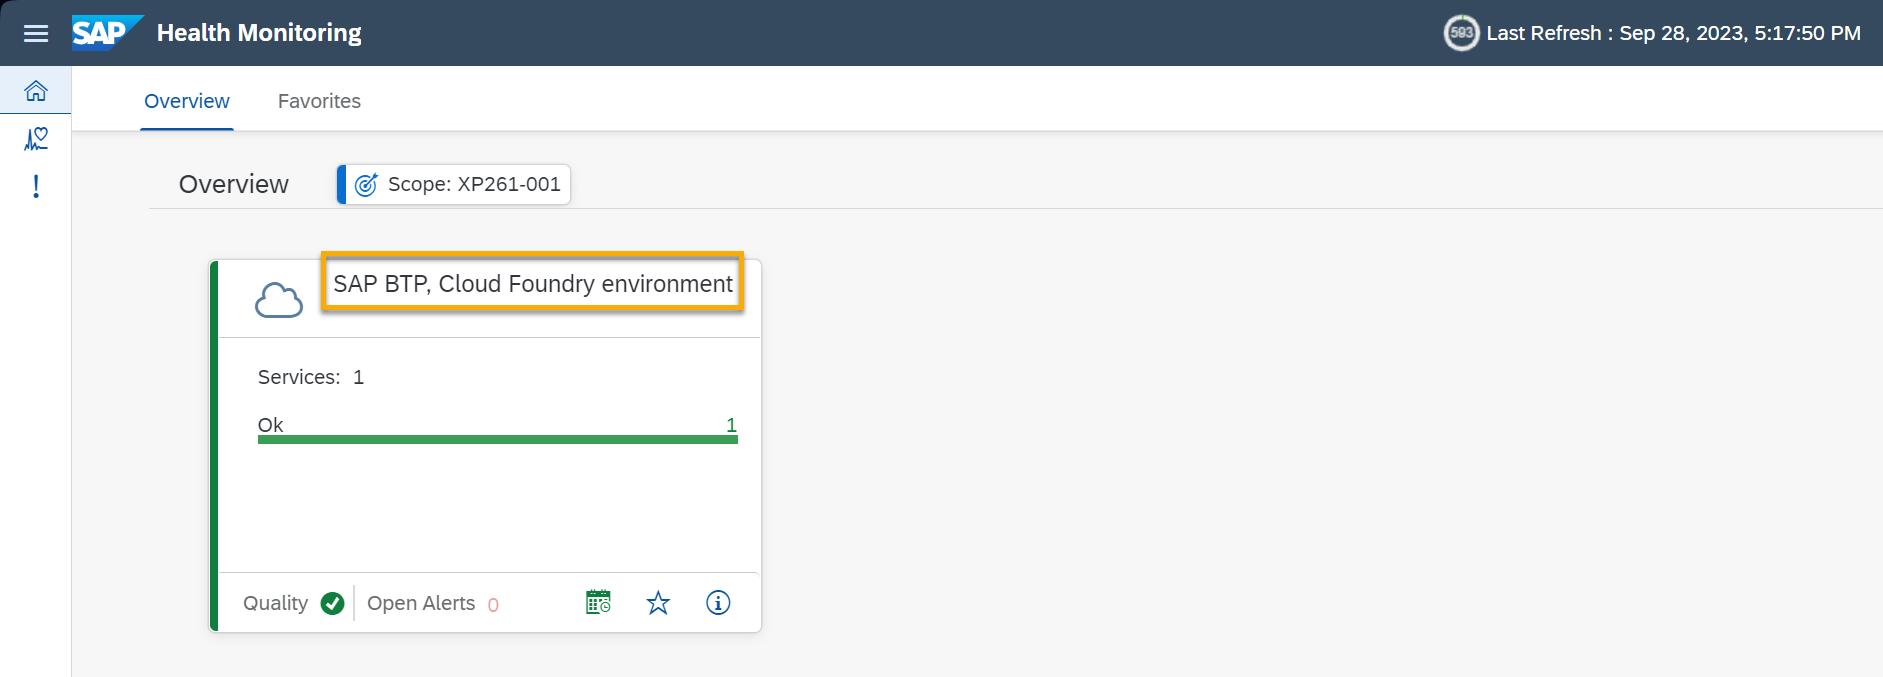 SAP Health Monitoring
593 Last Refresh : Sep 28, 2023, 5:17:50 PM
Overview Favorites
Overview Scope: XP261-001
SAP BTP, Cloud Foundry environment
Services: 1
Ok 1
Quality Open Alerts 0